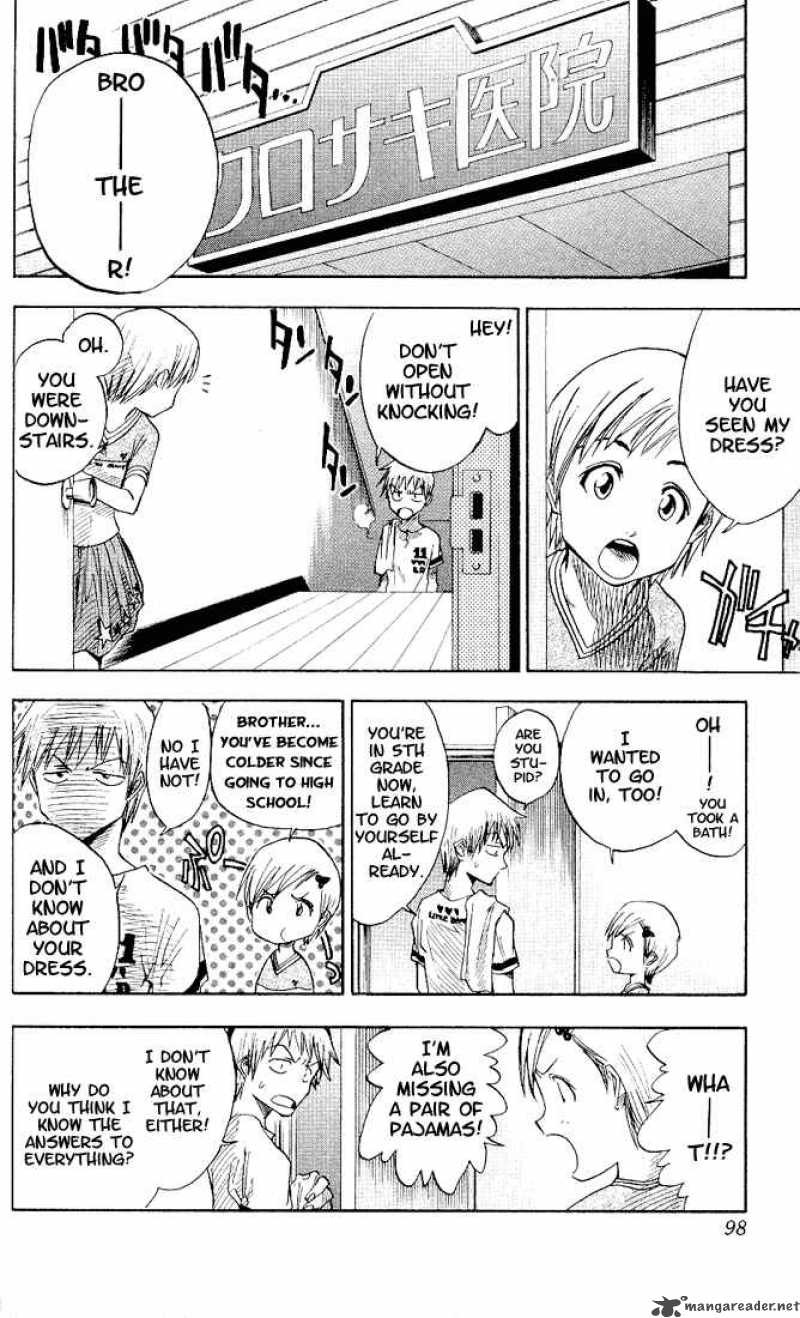 バタ バタ バタ...
BRO
THE
R!
クロサキ医院
HAVE
YOU
SEEN MY
DRESS?
ガチャ
HEY!
DON'T
OPEN
WITHOUT
KNOCKING!
タン
タン
OH.
YOU
WERE
DOWN-
STAIRS.
11
OH
!
YOU
TOOK A
BATH!
I
WANTED
TO GO
IN, TOO!
ARE
YOU
STU-
PID?
YOU'RE
IN 5TH
GRADE
NOW,
LEARN
TO GO BY
YOURSELF
AL-
READY.
BROTHER...
YOU'VE BECOME
COLDER SINCE
GOING TO HIGH
SCHOOL!
NO I
HAVE
NOT!
AND I
DON'T
KNOW
ABOUT
YOUR
DRESS.
WHA
T!!?
I'M
ALSO
MISSING
A PAIR OF
PAJAMAS!
I DON'T
KNOW
ABOUT
THAT,
EITHER!
WHY DO
YOU THINK I
KNOW THE
ANSWERS TO
EVERYTHING?
98
mangareader.net